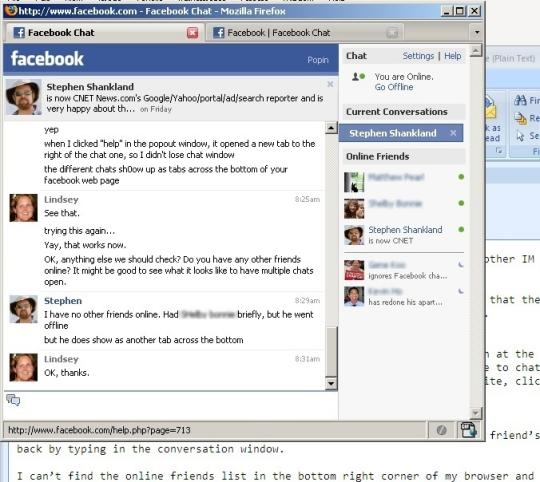 http://www.facebook.com - Facebook Chat - Mozilla Firefox
Facebook Chat
Facebook | Facebook Chat
facebook
Popin
Stephen Shankland
is now CNET News.com's Google/Yahoo/portal/ad/search reporter and is
very happy about th... on Friday
yep
when I clicked "help" in the popout window, it opened a new tab to the
right of the chat one, so I didn't lose chat window
the different chats sh0ow up as tabs across the bottom of your
facebook web page
Lindsey 8:25am
See that.
trying this again...
Yay, that works now.
OK, anything else we should check? Do you have any other friends
online? It might be good to see what it looks like to have multiple chats
open.
Stephen 8:29am
I have no other friends online. Had briefly, but he went
offline
but he does show as another tab across the bottom
Lindsey 8:31am
OK, thanks.
Chat Settings | Help
You are Online.
Go Offline
Current Conversations
Stephen Shankland
Online Friends
Stephen Shankland
is now CNET
ignores Facebook cha...
has redone his apart...
http://www.facebook.com/help.php?page=713
(Plain Text)
Fin
Re
Se
as
ead
other IM
that the
n at the
e to chat
ite, clic
friend's
back by typing in the conversation window.
I can't find the online friends list in the bottom right corner of my browser and